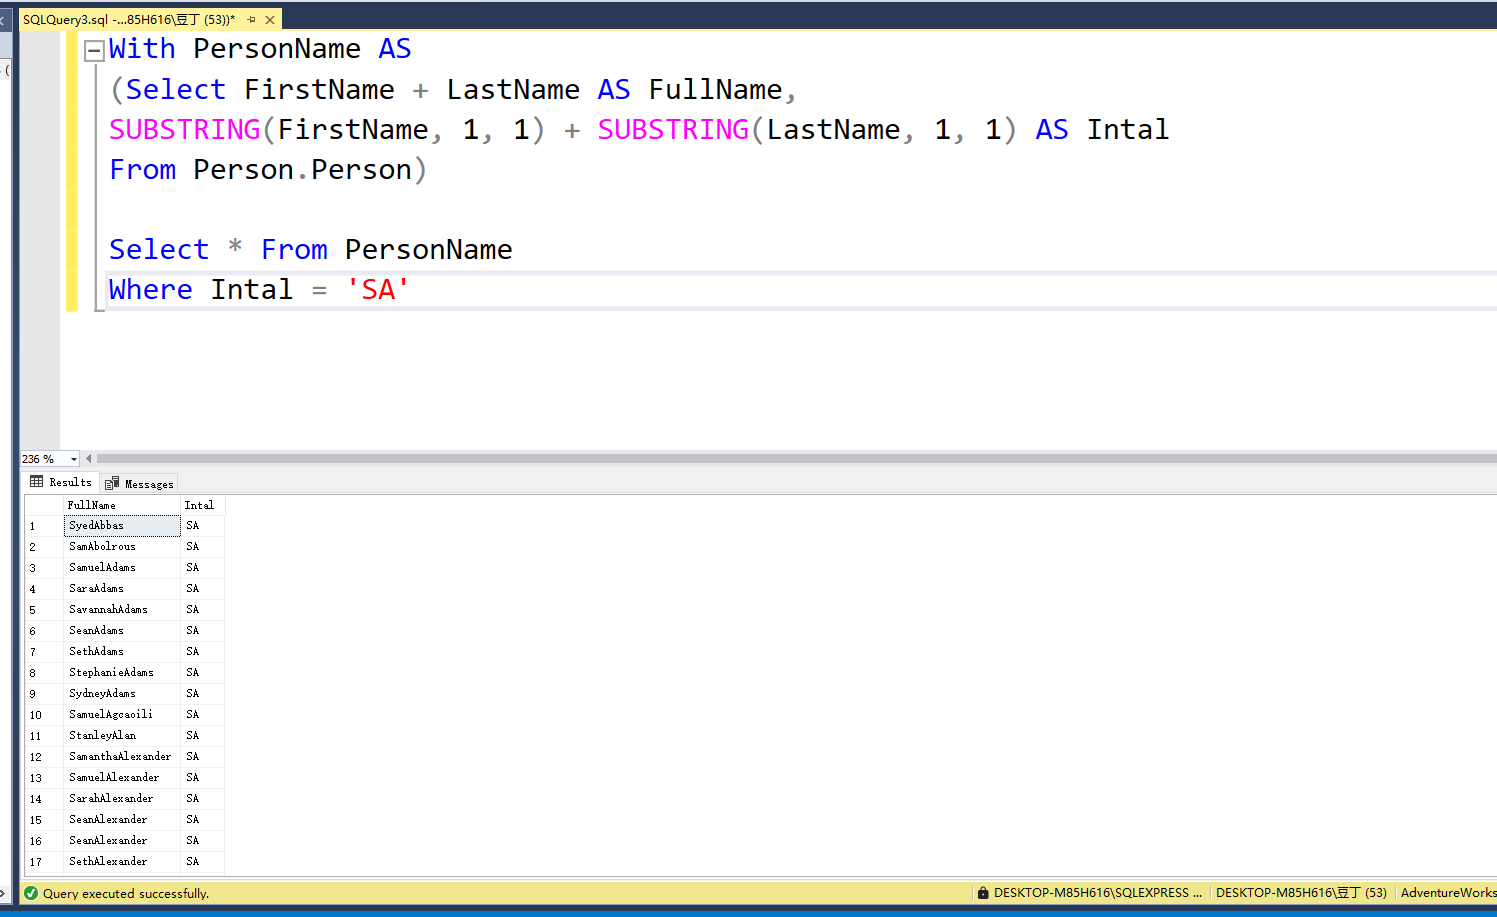 SQLQuery3.sql -...85H616\豆丁 (53))*
With PersonName AS
(Select FirstName + LastName AS FullName,
SUBSTRING(FirstName, 1, 1) + SUBSTRING(LastName, 1, 1) AS Intal
From Person.Person)
Select * From PersonName
Where Intal = 'SA'
236 %
Results Messages
FullName Intal
1 SyedAbbas SA
2 SamAbolrous SA
3 SamuelAdams SA
4 SaraAdams SA
5 SavannahAdams SA
6 SeanAdams SA
7 SethAdams SA
8 StephanieAdams SA
9 SydneyAdams SA
10 SamuelAgcaoili SA
11 StanleyAlan SA
12 SamanthaAlexander SA
13 SamuelAlexander SA
14 SarahAlexander SA
15 SeanAlexander SA
16 SeanAlexander SA
17 SethAlexander SA
Query executed successfully. DESKTOP-M85H616\SQLEXPRESS ... DESKTOP-M85H616\豆丁 (53) AdventureWorks